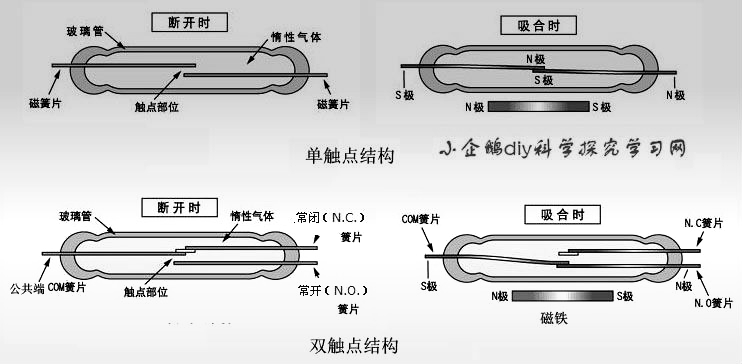 断开时
玻璃管
惰性气体
磁簧片
触点部位
磁簧片
吸合时
N极
S极
S极
N极
N极
S极
单触点结构
小企鹅diy科学探究学习网
断开时
玻璃管
惰性气体
常闭(N.C.)
簧片
公共端 COM簧片
触点部位
常开(N.O.)
簧片
吸合时
COM簧片
N.C簧片
S极
N极
S极
N极
N.O簧片
磁铁
双触点结构